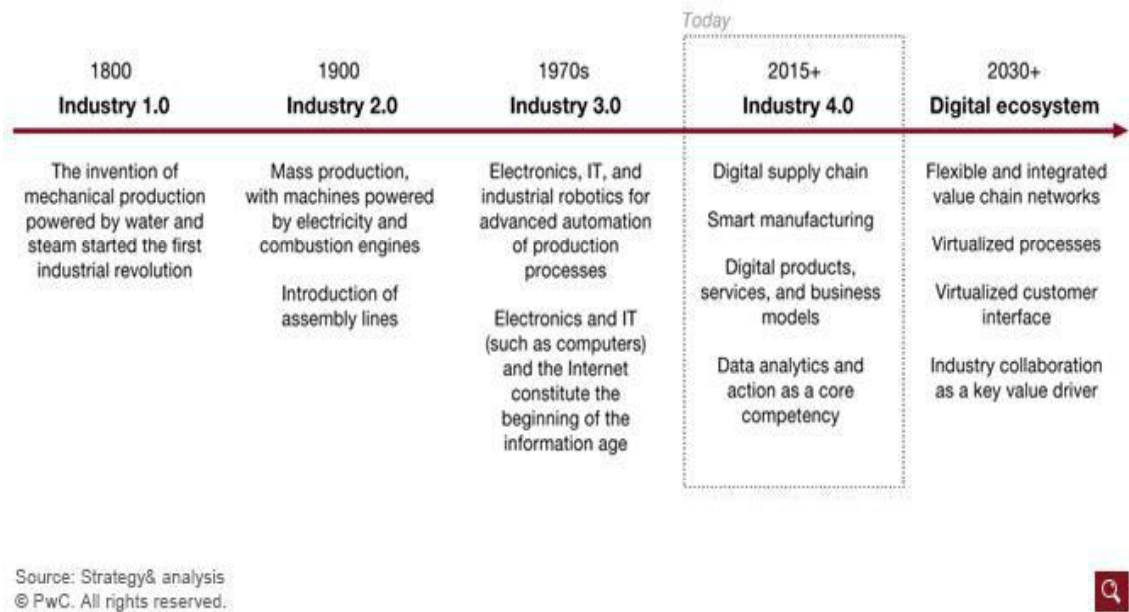 Today
1800
Industry 1.0
The invention of
mechanical production
powered by water and
steam started the first
industrial revolution
1900
Industry 2.0
Mass production,
with machines powered
by electricity and
combustion engines
Introduction of
assembly lines
1970s
Industry 3.0
Electronics, IT, and
industrial robotics for
advanced automation
of production
processes
Electronics and IT
(such as computers)
and the Internet
constitute the
beginning of the
information age
2015+
Industry 4.0
Digital supply chain
Smart manufacturing
Digital products,
services, and business
models
Data analytics and
action as a core
competency
2030+
Digital ecosystem
Flexible and integrated
value chain networks
Virtualized processes
Virtualized customer
interface
Industry collaboration
as a key value driver
Source: Strategy& analysis
© PwC. All rights reserved.